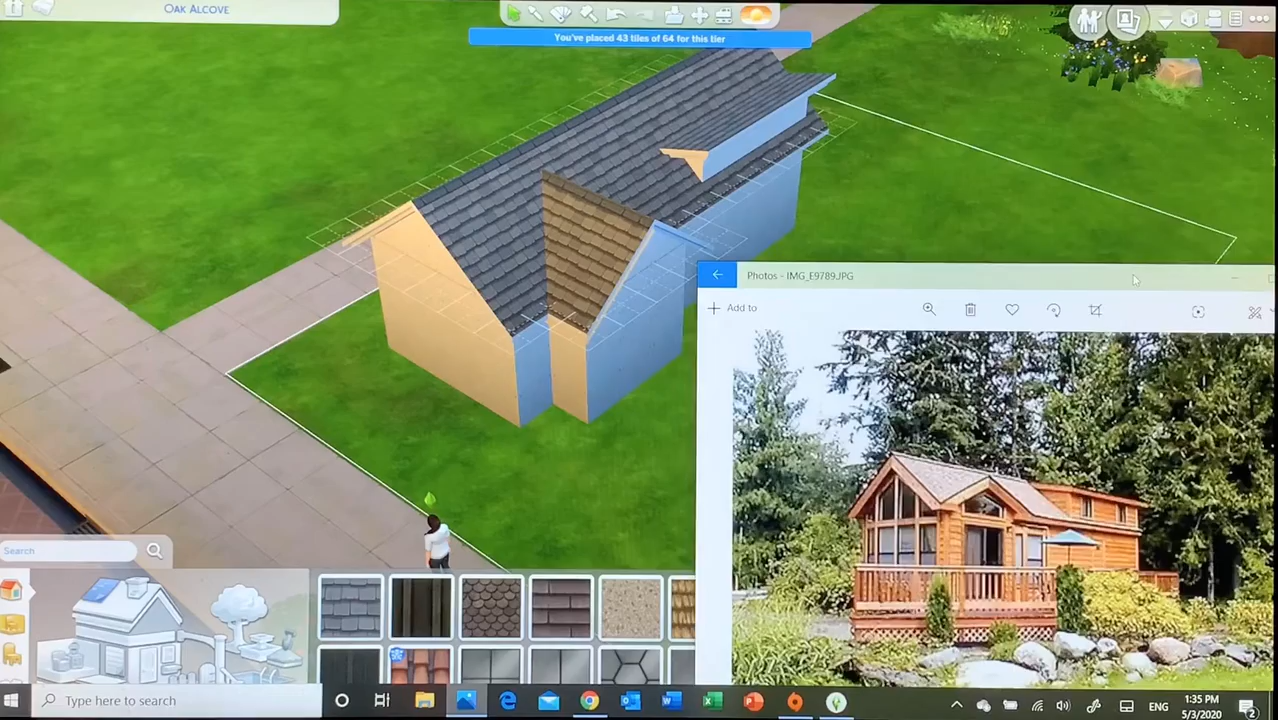 OAK ALCOVE
You've placed 43 tiles of 64 for this tier
Photos - IMG_E9789.JPG
Add to
Search
Type here to search
ENG
1:35 PM
5/3/2020
2